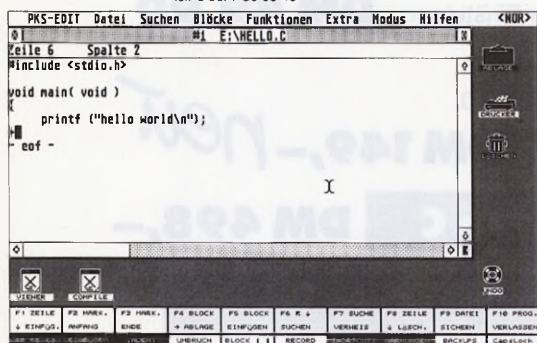 PKS-EDIT Datei Suchen Blöcke Funktionen Extra Modus Hilfen <NOR>
#1 E:\HELLO.C
Zeile 6 Spalte 2
#include <stdio.h>
void main( void )
{
printf ("hello world\n");
}
- eof -
ABLAGE
DRUCKER
LÖSCHEN
VIEWER COMPILE
UNDO
F1 ZEILE F2 MARK. F3 MARK. F4 BLOCK F5 BLOCK F6 R ↓ F7 SUCHE F8 ZEILE F9 DATEI F10 PROG.
↓ EINFÜG. ANFANG ENDE → ABLAGE EINFÜGEN SUCHEN VERWEIS ↓ LÖSCH. SICHERN VERLASSEN
INDENT UMBRUCH BLOCK RECORD BACKUPS CapsLock